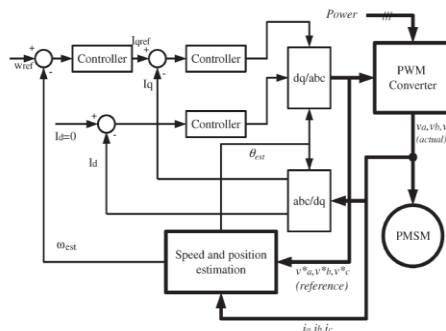 Power
wref
+
-
Controller
Iqref
+
-
Controller
dq/abc
PWM
Converter
Iq
va,vb,v
(actual)
+
Id=0
-
Controller
Id
θest
abc/dq
PMSM
ωest
Speed and position
estimation
v*a,v*b,v*c
(reference)
ia,ib,ic